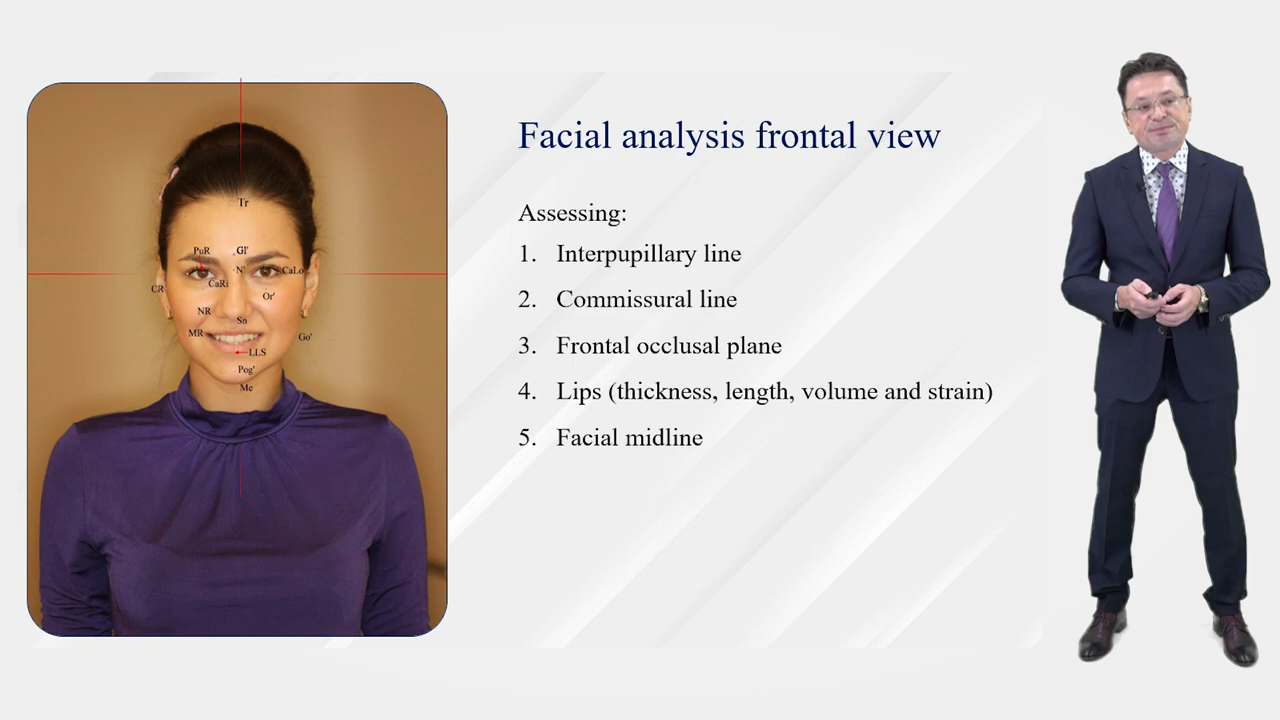 Facial analysis frontal view
Assessing:
1. Interpupillary line
2. Commissural line
3. Frontal occlusal plane
4. Lips (thickness, length, volume and strain)
5. Facial midline
Tr
PuR
Gl'
N'
CaLo
CaRi
CR
Or'
NR
Sn
MR
Go'
LLS
Pog'
Me